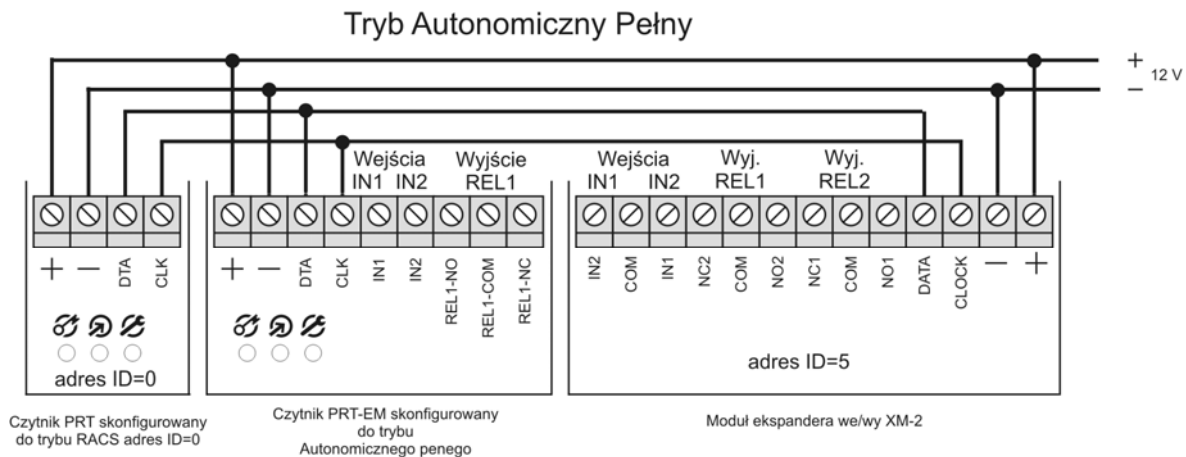 Tryb Autonomiczny Pełny
+
12 V
−
Wejścia
IN1 IN2
Wyjście
REL1
Wejścia
IN1 IN2
Wyj.
REL1
Wyj.
REL2
+ − DTA CLK
+ − DTA CLK IN1 IN2 REL1-NO REL1-COM REL1-NC
IN2 COM IN1 NC2 COM NO2 NC1 COM NO1 DATA CLOCK − +
adres ID=0
adres ID=5
Czytnik PRT skonfigurowany
do trybu RACS adres ID=0
Czytnik PRT-EM skonfigurowany
do trybu
Autonomicznego penego
Moduł ekspandera we/wy XM-2